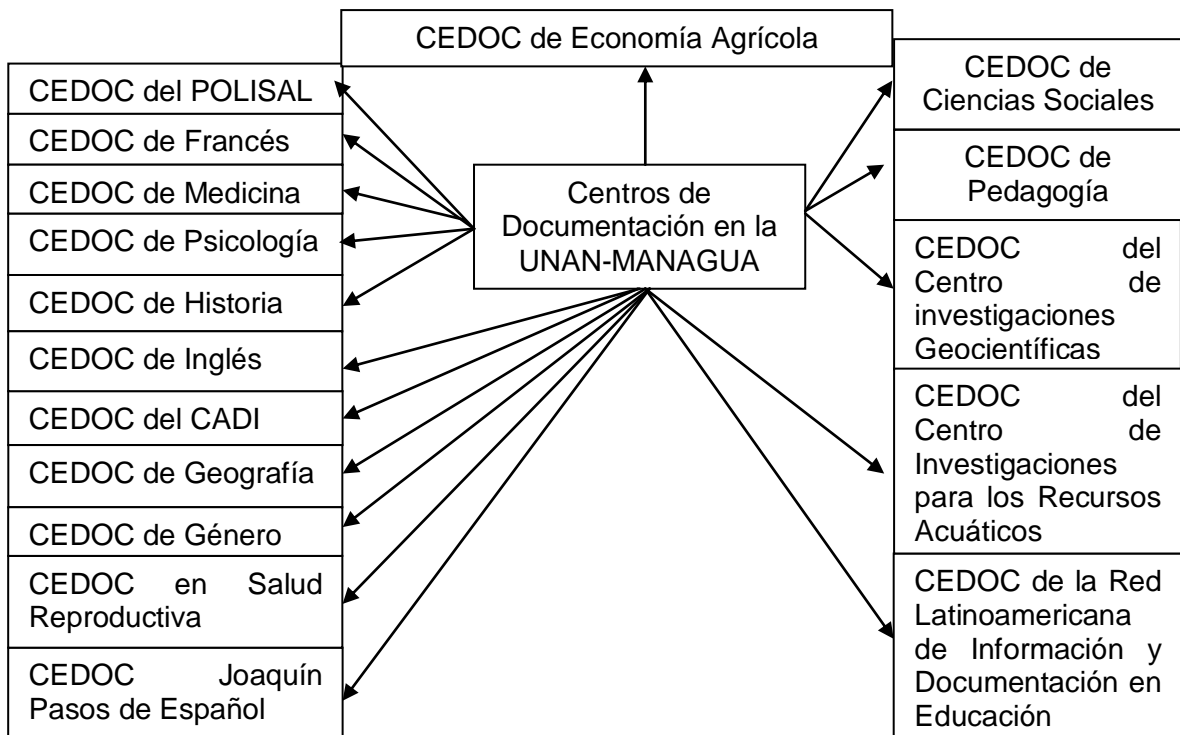 CEDOC de Economía Agrícola
CEDOC del POLISAL
CEDOC de Francés
CEDOC de Medicina
CEDOC de Psicología
CEDOC de Historia
CEDOC de Inglés
CEDOC del CADI
CEDOC de Geografía
CEDOC de Género
CEDOC en Salud
Reproductiva
CEDOC Joaquín
Pasos de Español
Centros de
Documentación en la
UNAN-MANAGUA
CEDOC de
Ciencias Sociales
CEDOC de
Pedagogía
CEDOC del
Centro de
investigaciones
Geocientíficas
CEDOC del
Centro de
Investigaciones
para los Recursos
Acuáticos
CEDOC de la Red
Latinoamericana
de Información y
Documentación en
Educación